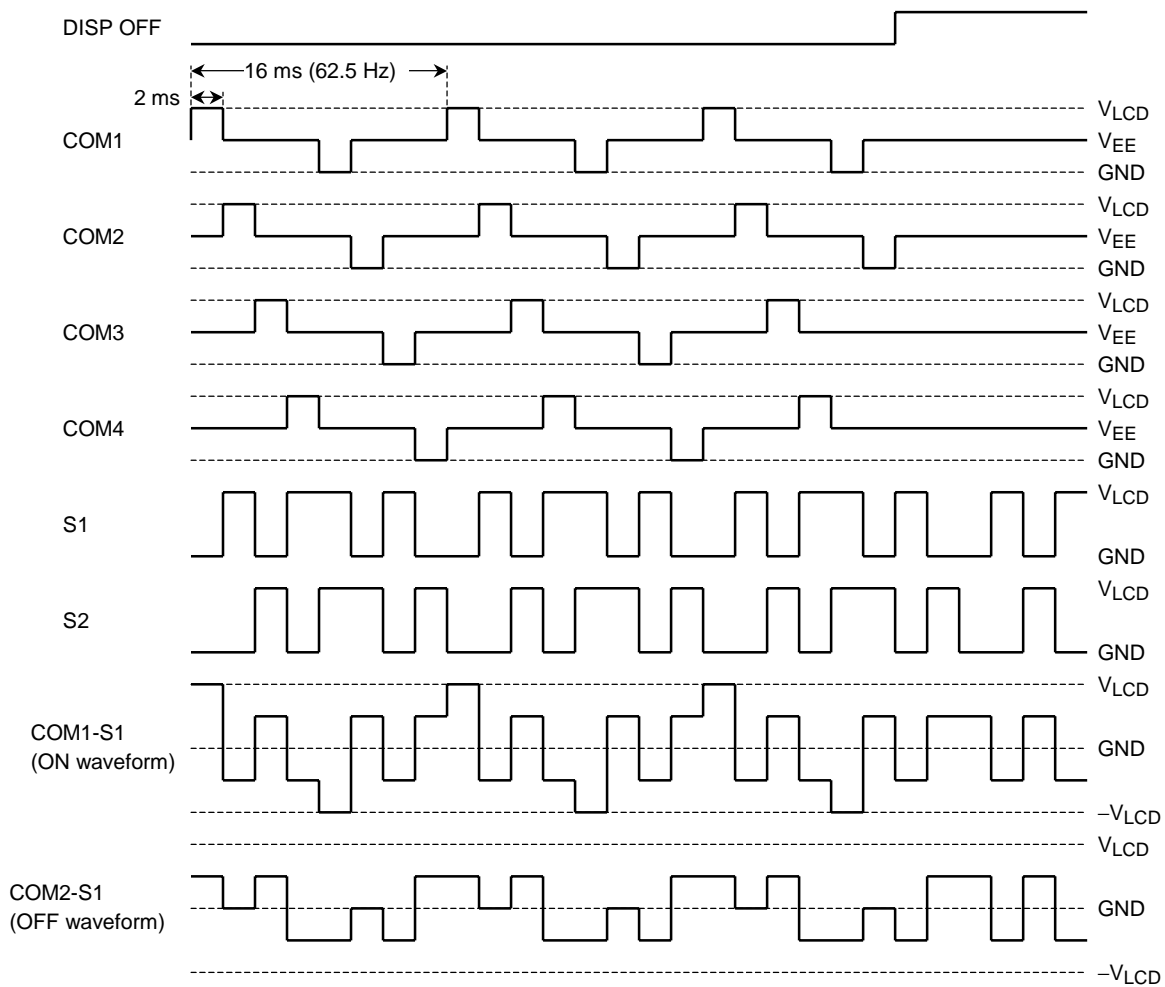 DISP OFF
16 ms (62.5 Hz)
2 ms
COM1
VLCD
VEE
GND
COM2
VLCD
VEE
GND
COM3
VLCD
VEE
GND
COM4
VLCD
VEE
GND
S1
VLCD
GND
S2
VLCD
GND
COM1-S1
(ON waveform)
VLCD
GND
−VLCD
COM2-S1
(OFF waveform)
VLCD
GND
−VLCD